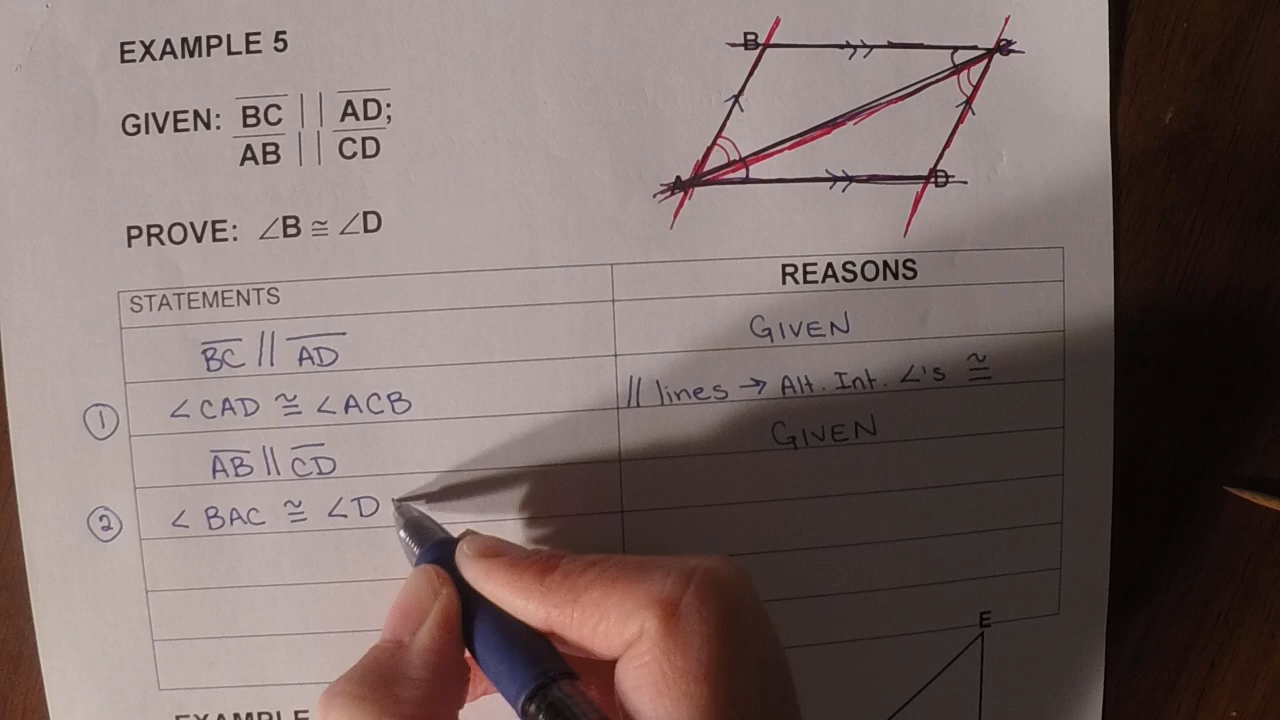 EXAMPLE 5
GIVEN: BC || AD;
AB || CD
PROVE: ∠B ≅ ∠D
B
C
A
D
STATEMENTS
REASONS
BC // AD
GIVEN
① ∠CAD ≅ ∠ACB
// lines → Alt. Int. ∠'s ≅
AB // CD
GIVEN
② ∠BAC ≅ ∠D
E
EXAMPLE